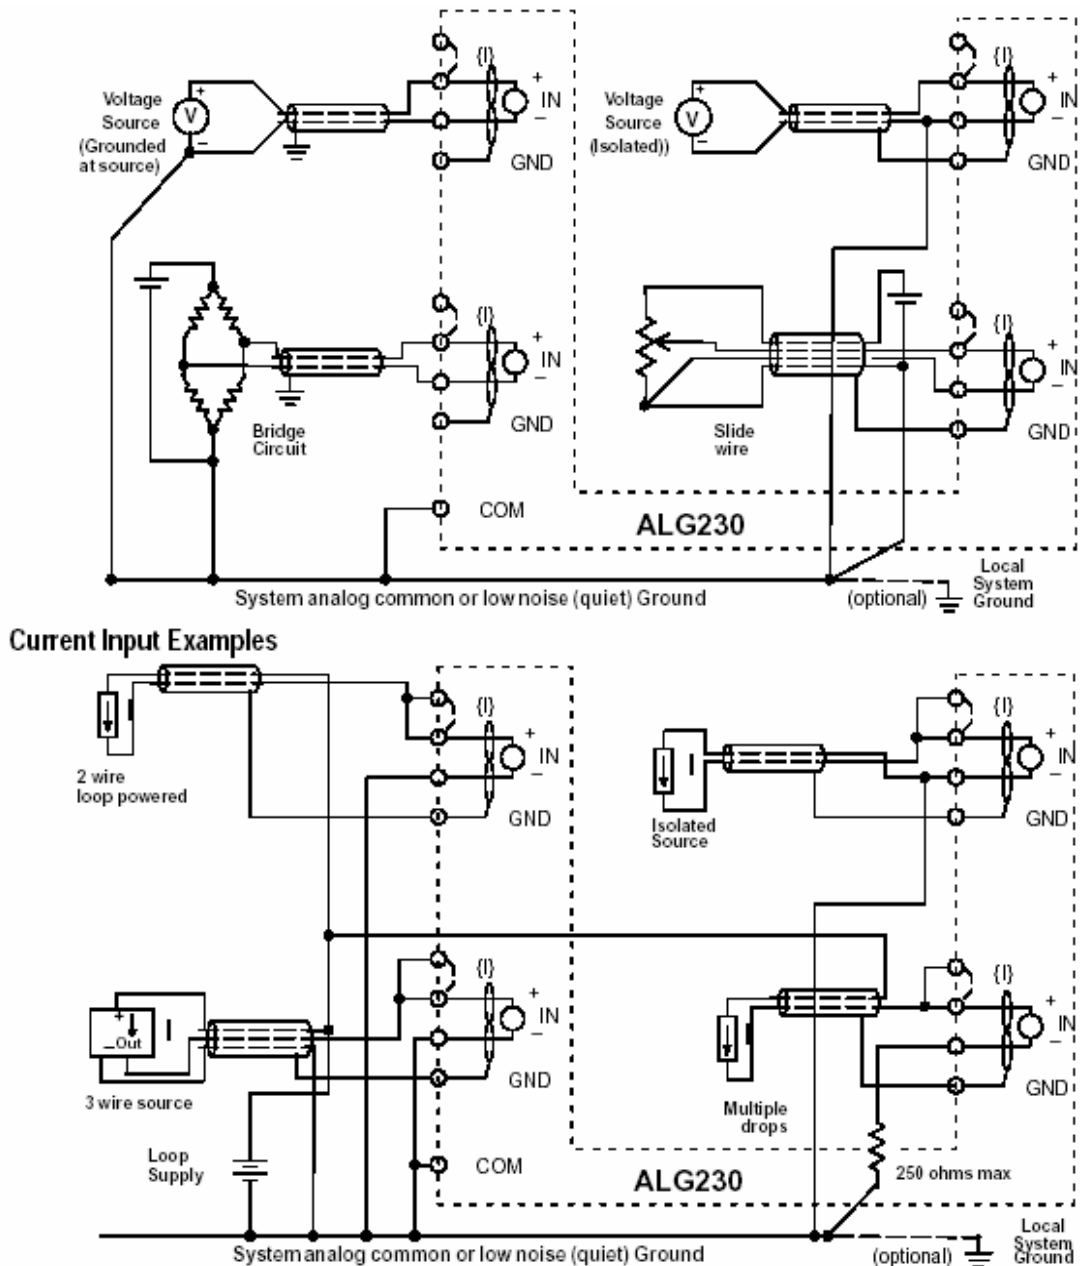 {I}
+
IN
−
GND
Voltage
Source
(Grounded
at source)
V
+
−
{I}
+
IN
−
GND
Voltage
Source
(Isolated))
V
+
−
{I}
+
IN
−
GND
Bridge
Circuit
{I}
+
IN
−
GND
Slide
wire
COM
ALG230
System analog common or low noise (quiet) Ground
(optional)
Local
System
Ground
Current Input Examples
2 wire
loop powered
I
{I}
+
IN
−
GND
Isolated
Source
I
{I}
+
IN
−
GND
+
−
Out
I
3 wire source
{I}
+
IN
−
GND
Multiple
drops
I
{I}
+
IN
−
GND
Loop
Supply
COM
ALG230
250 ohms max
System analog common or low noise (quiet) Ground
(optional)
Local
System
Ground